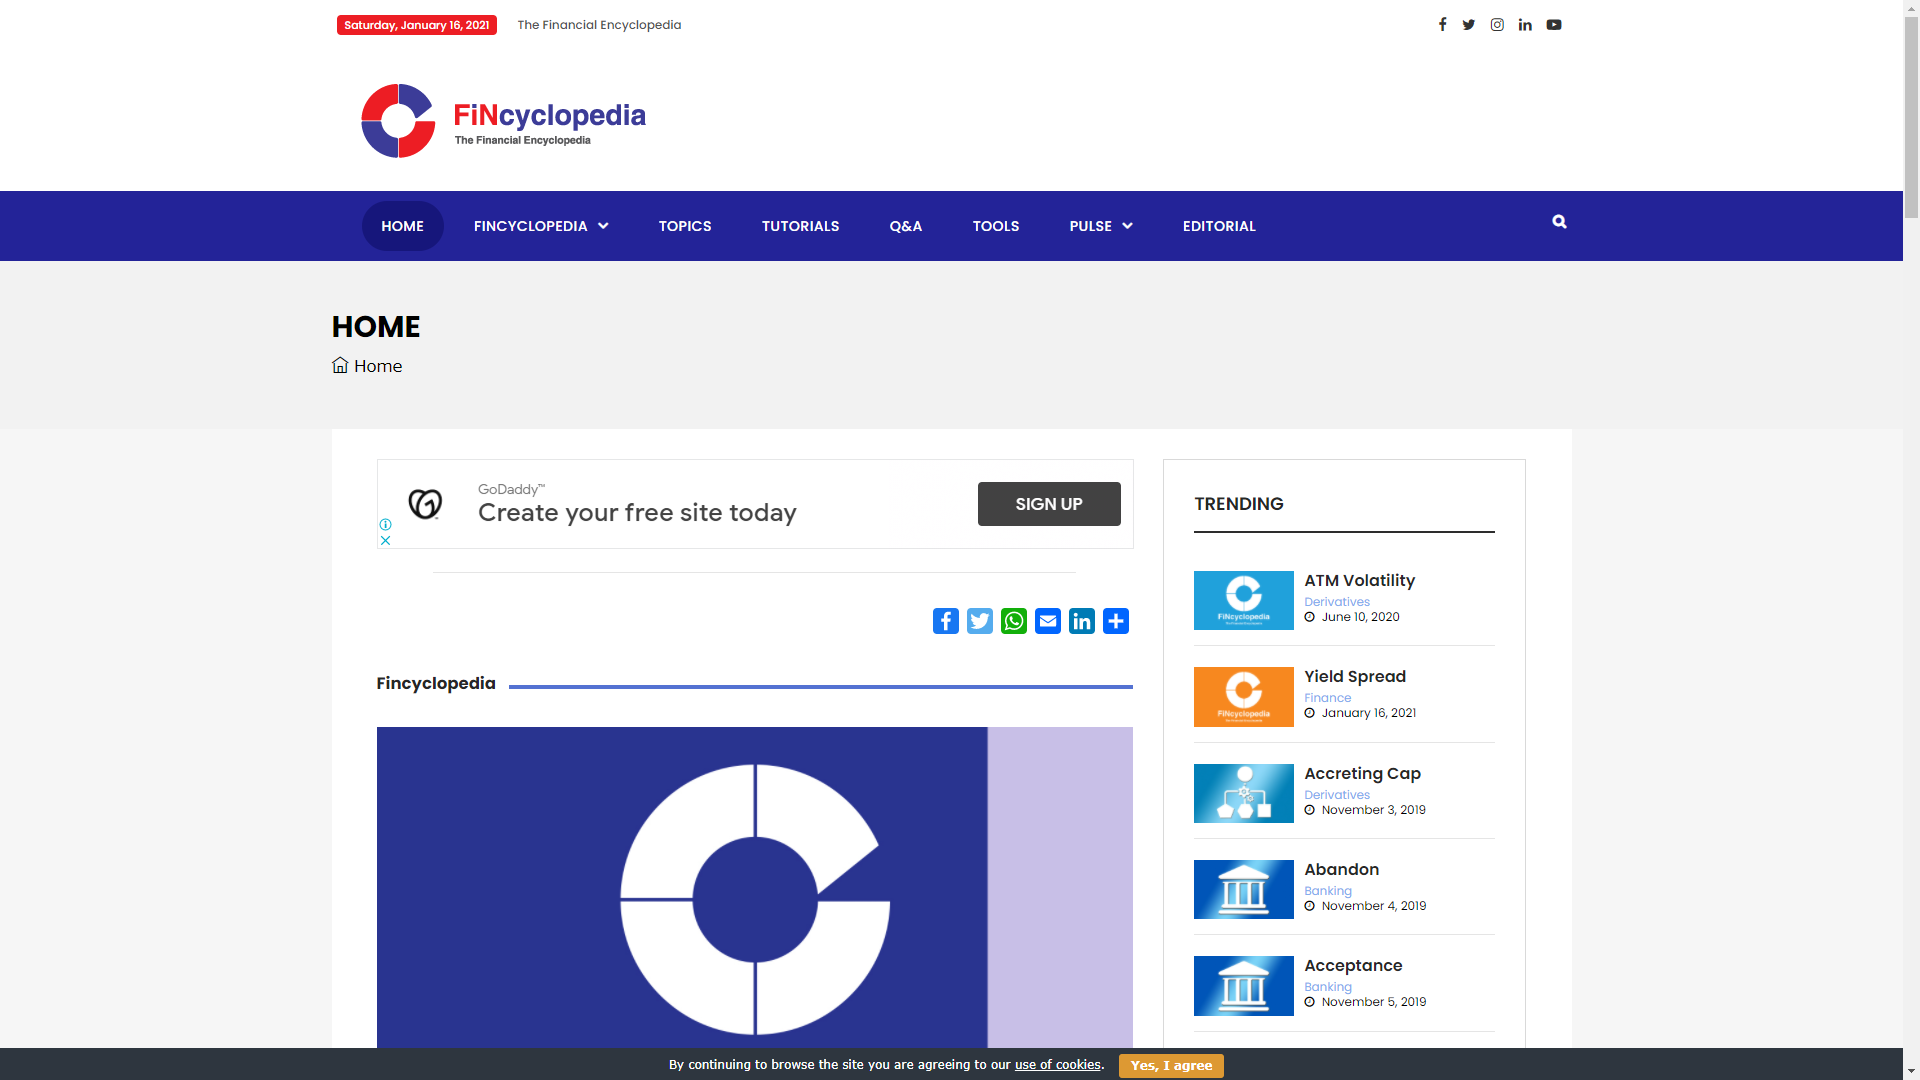 Saturday, January 16, 2021
The Financial Encyclopedia
FiNcyclopedia
The Financial Encyclopedia
HOME
FINCYCLOPEDIA
TOPICS
TUTORIALS
Q&A
TOOLS
PULSE
EDITORIAL
HOME
Home
GoDaddy™
Create your free site today
SIGN UP
Fincyclopedia
TRENDING
FiNcyclopedia
ATM Volatility
Derivatives
June 10, 2020
FiNcyclopedia
Yield Spread
Finance
January 16, 2021
Accreting Cap
Derivatives
November 3, 2019
Abandon
Banking
November 4, 2019
Acceptance
Banking
November 5, 2019
By continuing to browse the site you are agreeing to our use of cookies.
Yes, I agree